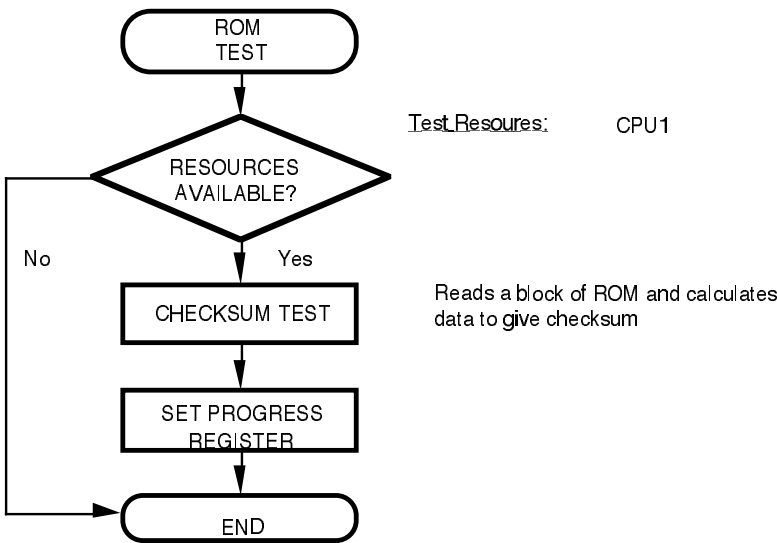 ROM
TEST
Test Resoures: CPU1
RESOURCES
AVAILABLE?
No
Yes
CHECKSUM TEST
Reads a block of ROM and calculates
data to give checksum
SET PROGRESS
REGISTER
END